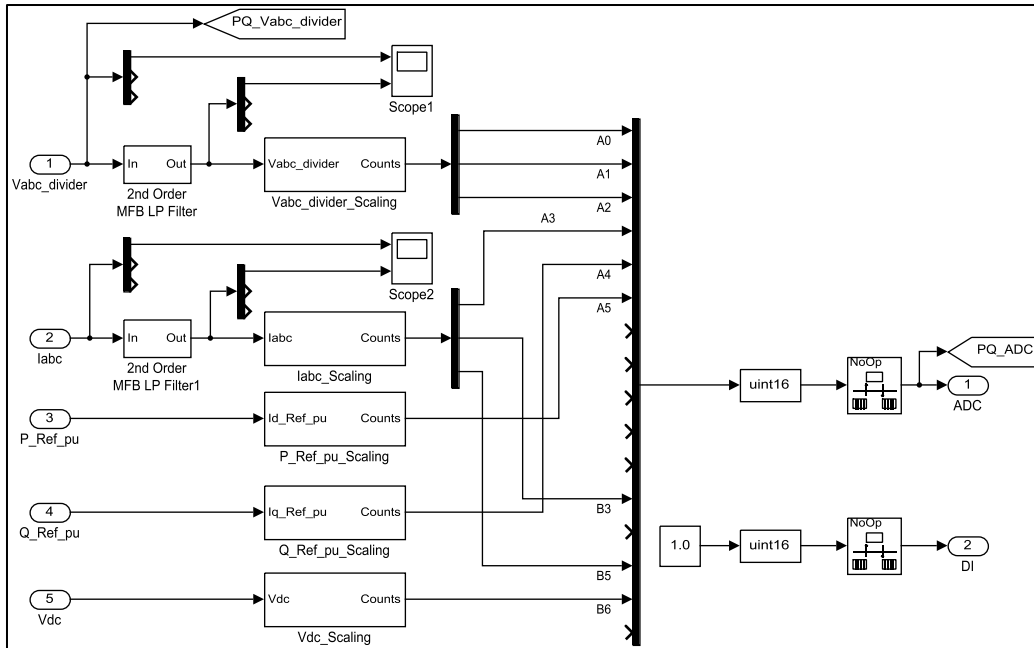 PQ_Vabc_divider
Scope1
A0
1
Vabc_divider
In
Out
2nd Order
MFB LP Filter
Vabc_divider
Counts
Vabc_divider_Scaling
A1
A2
A3
A4
A5
Scope2
2
Iabc
In
Out
2nd Order
MFB LP Filter1
Iabc
Counts
Iabc_Scaling
uint16
NoOp
PQ_ADC
1
ADC
3
P_Ref_pu
Id_Ref_pu
Counts
P_Ref_pu_Scaling
4
Q_Ref_pu
Iq_Ref_pu
Counts
Q_Ref_pu_Scaling
B3
1.0
uint16
NoOp
2
DI
B5
5
Vdc
Vdc
Counts
Vdc_Scaling
B6